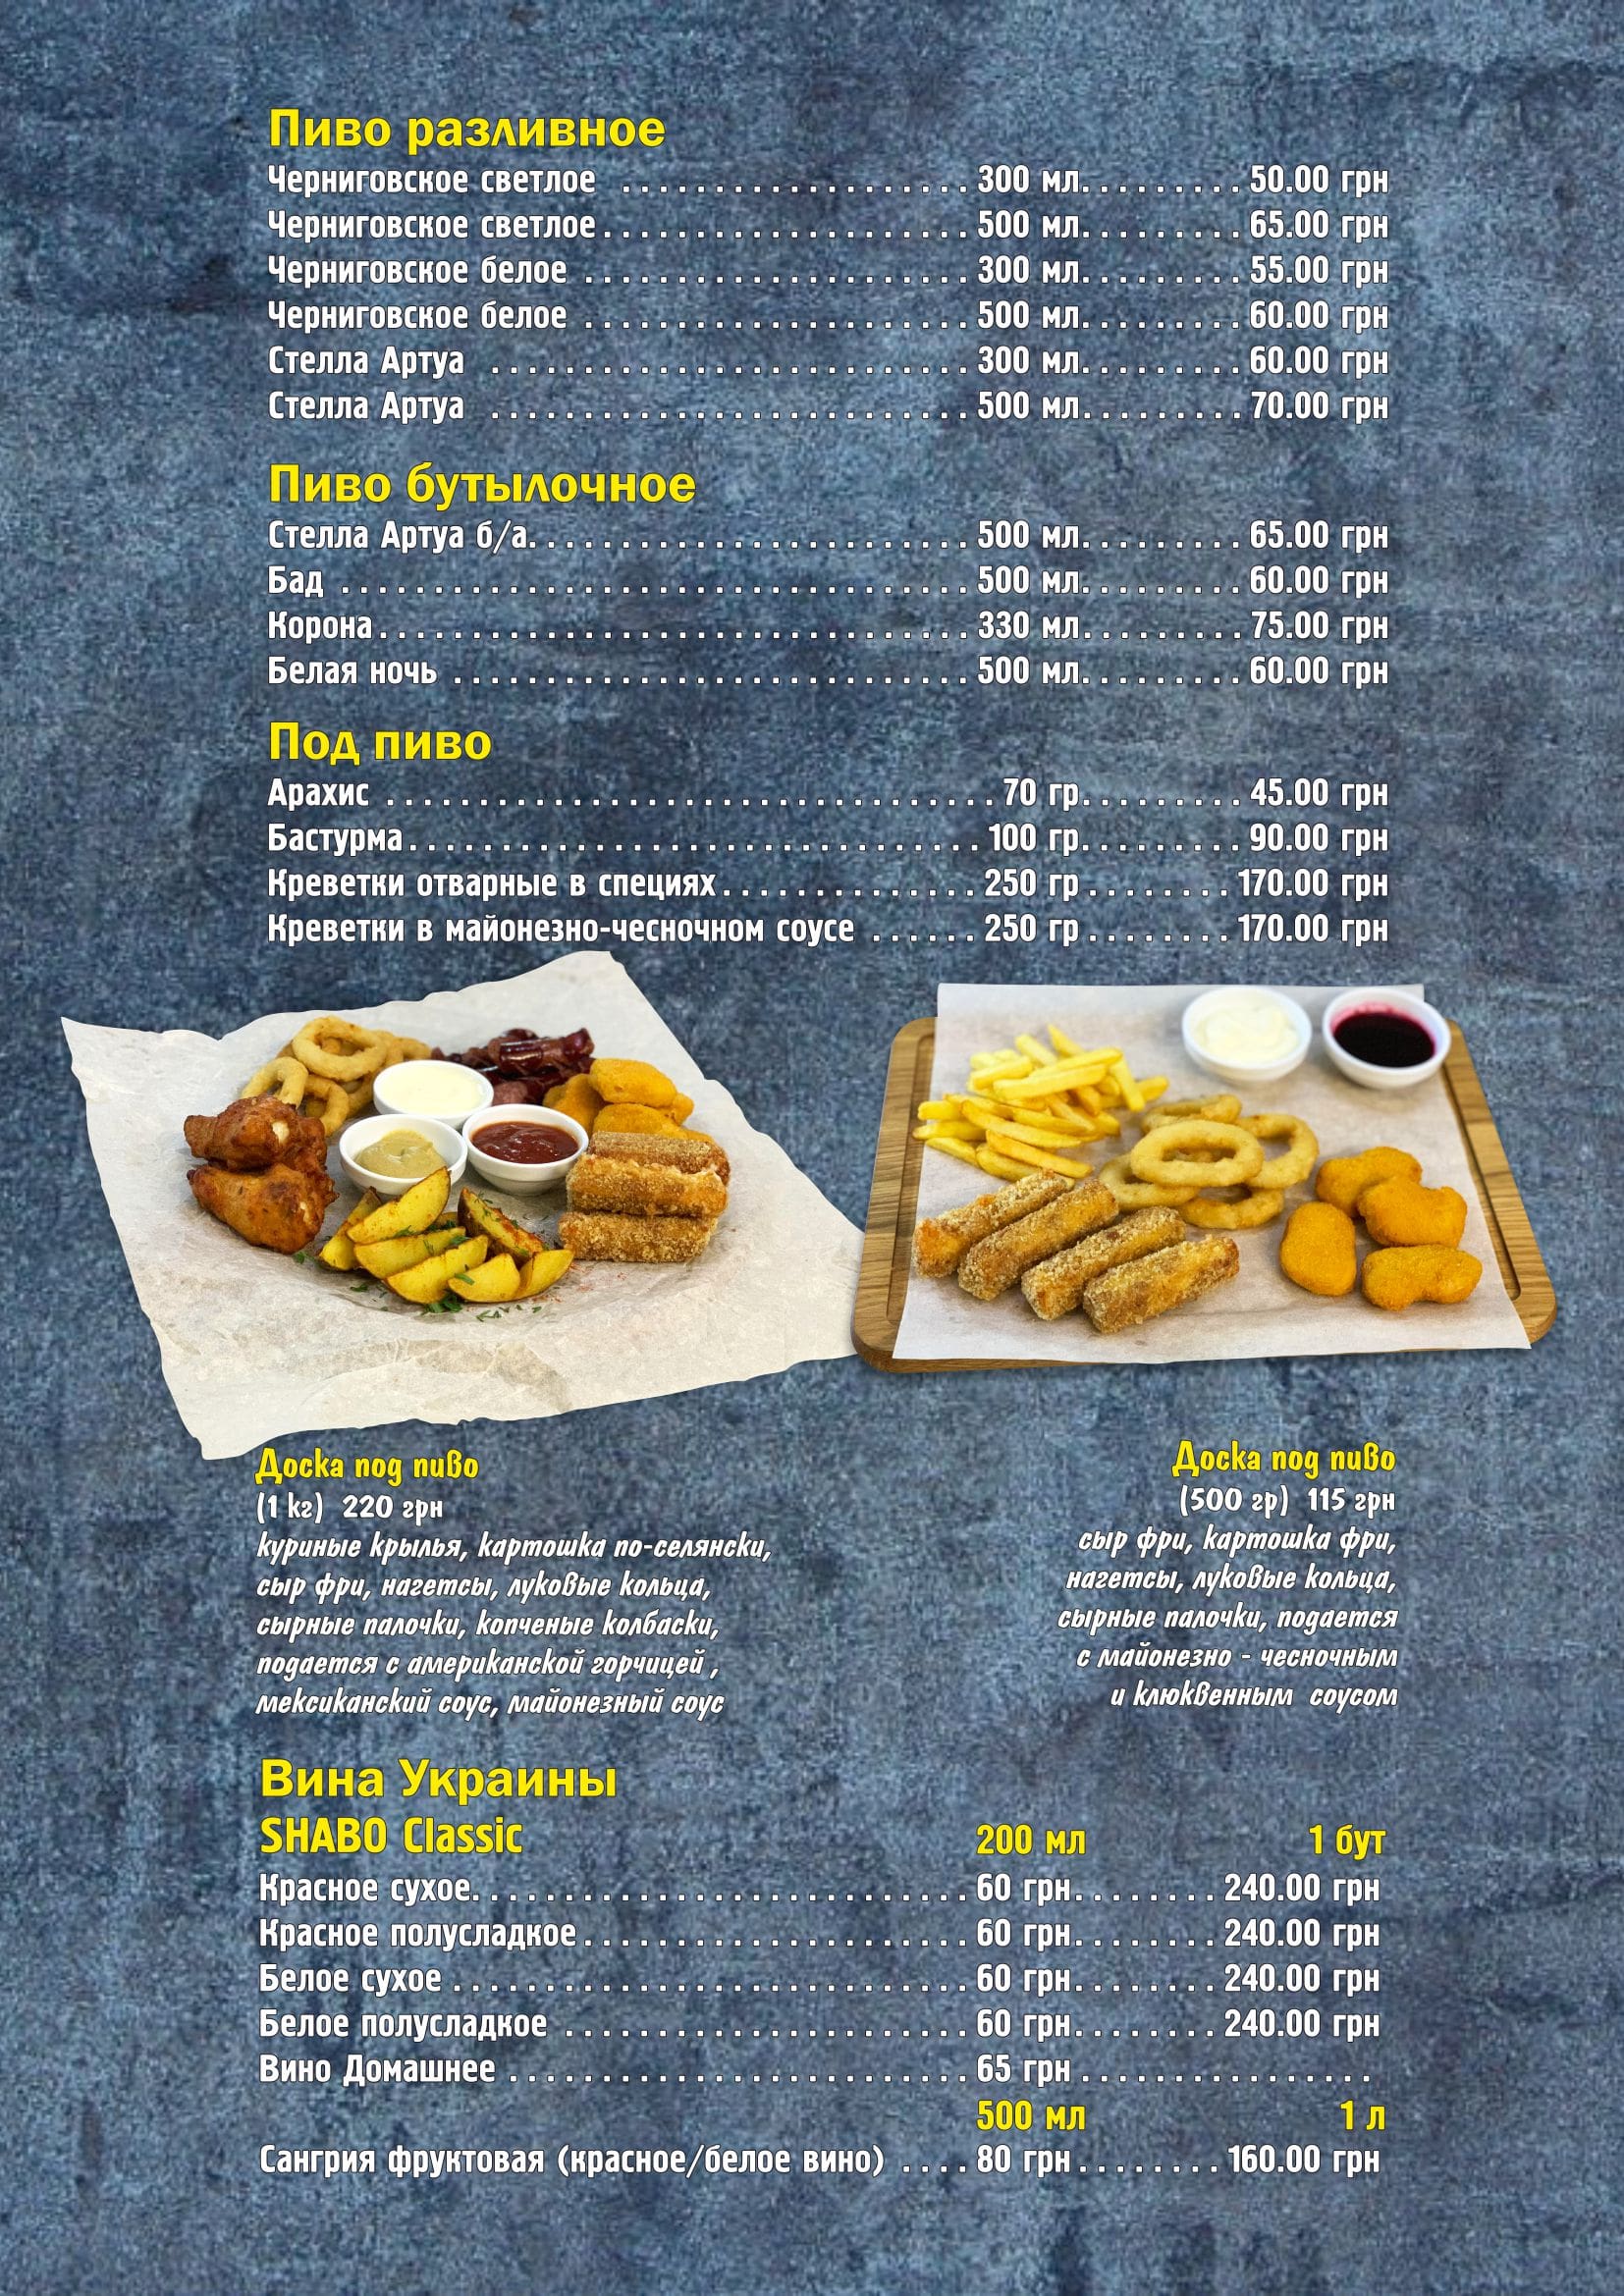 Пиво разливное
Черниговское светлое ................... 300 мл......... 50.00 грн
Черниговское светлое.................... 500 мл......... 65.00 грн
Черниговское белое ..................... 300 мл......... 55.00 грн
Черниговское белое ..................... 500 мл......... 60.00 грн
Стелла Артуа .......................... 300 мл......... 60.00 грн
Стелла Артуа .......................... 500 мл......... 70.00 грн
Пиво бутылочное
Стелла Артуа б/а........................ 500 мл......... 65.00 грн
Бад .................................. 500 мл......... 60.00 грн
Корона................................ 330 мл......... 75.00 грн
Белая ночь ............................ 500 мл......... 60.00 грн
Под пиво
Арахис ................................. 70 гр......... 45.00 грн
Бастурма............................... 100 гр......... 90.00 грн
Креветки отварные в специях.............. 250 гр ........ 170.00 грн
Креветки в майонезно-чесночном соусе ...... 250 гр ........ 170.00 грн
Доска под пиво
(1 кг) 220 грн
куриные крылья, картошка по-селянски,
сыр фри, нагетсы, луковые кольца,
сырные палочки, копченые колбаски,
подается с американской горчицей ,
мексиканский соус, майонезный соус
Доска под пиво
(500 гр) 115 грн
сыр фри, картошка фри,
нагетсы, луковые кольца,
сырные палочки, подается
с майонезно - чесночным
и клюквенным соусом
Вина Украины
SHABO Classic 200 мл 1 бут
Красное сухое........................... 60 грн........ 240.00 грн
Красное полусладкое..................... 60 грн........ 240.00 грн
Белое сухое ............................ 60 грн........ 240.00 грн
Белое полусладкое ...................... 60 грн........ 240.00 грн
Вино Домашнее ......................... 65 грн ................
500 мл 1 л
Сангрия фруктовая (красное/белое вино) .... 80 грн ........ 160.00 грн